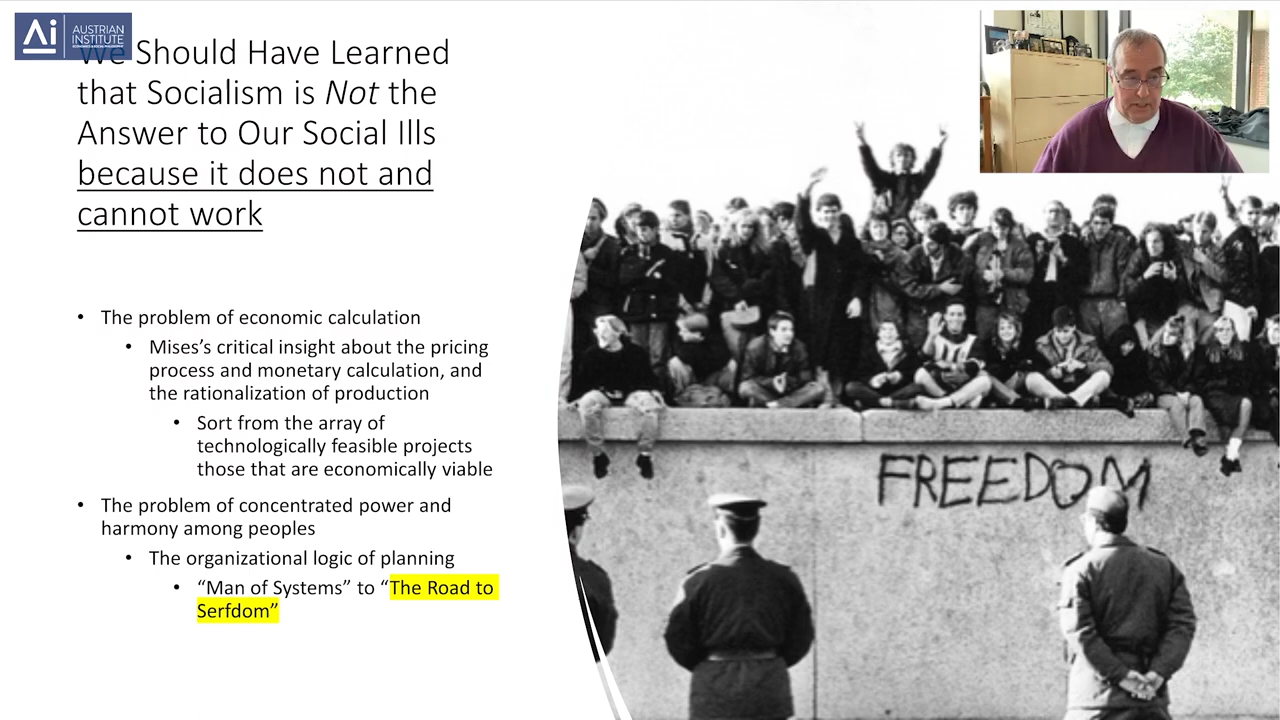 Ai AUSTRIAN
INSTITUTE
ECONOMICS & SOCIAL PHILOSOPHY
We Should Have Learned
that Socialism is Not the
Answer to Our Social Ills
because it does not and
cannot work
• The problem of economic calculation
• Mises’s critical insight about the pricing
process and monetary calculation, and
the rationalization of production
• Sort from the array of
technologically feasible projects
those that are economically viable
• The problem of concentrated power and
harmony among peoples
• The organizational logic of planning
• “Man of Systems” to “The Road to
Serfdom”
FREEDOM